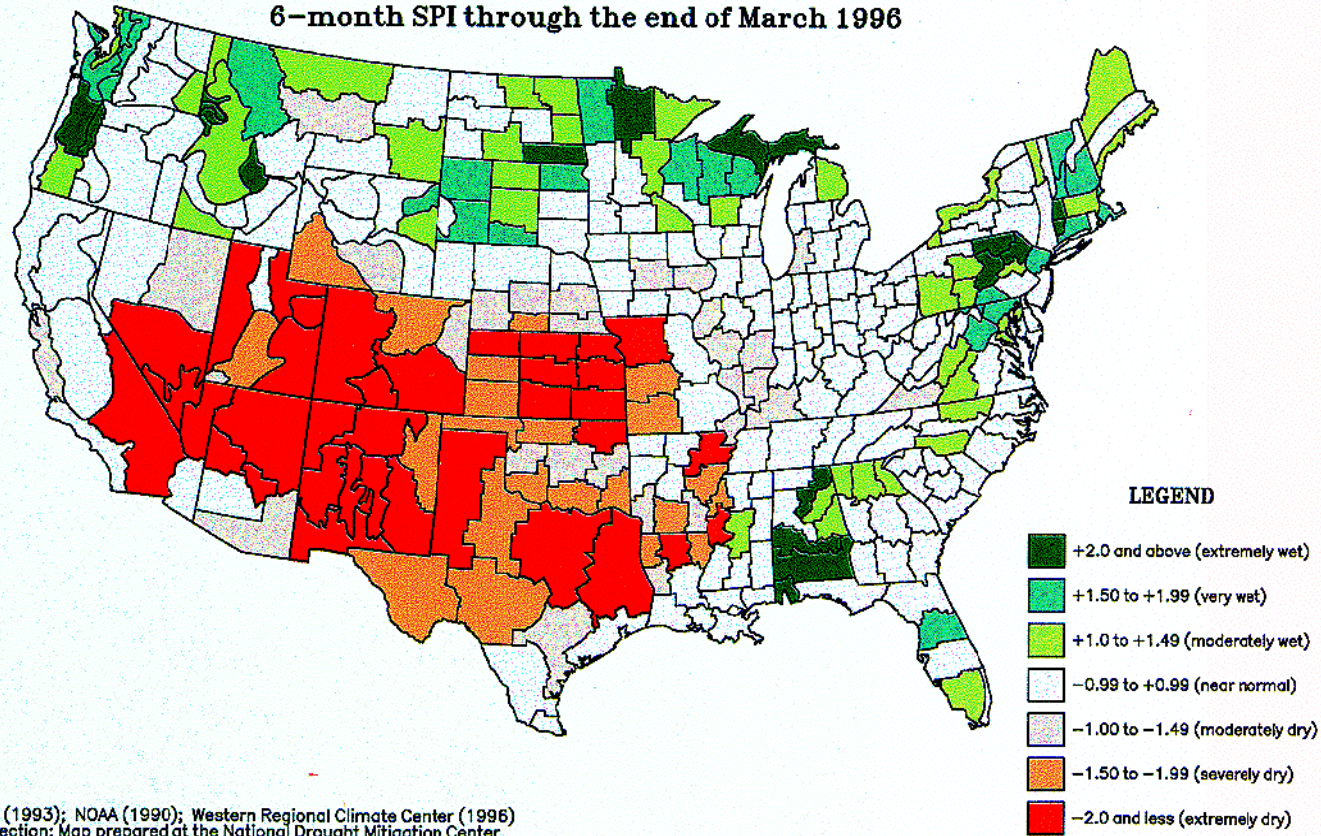 6–month SPI through the end of March 1996
LEGEND
+2.0 and above (extremely wet)
+1.50 to +1.99 (very wet)
+1.0 to +1.49 (moderately wet)
−0.99 to +0.99 (near normal)
−1.00 to −1.49 (moderately dry)
−1.50 to −1.99 (severely dry)
−2.0 and less (extremely dry)
(1993); NOAA (1990); Western Regional Climate Center (1996)
ection: Map prepared at the National Drought Mitigation Center